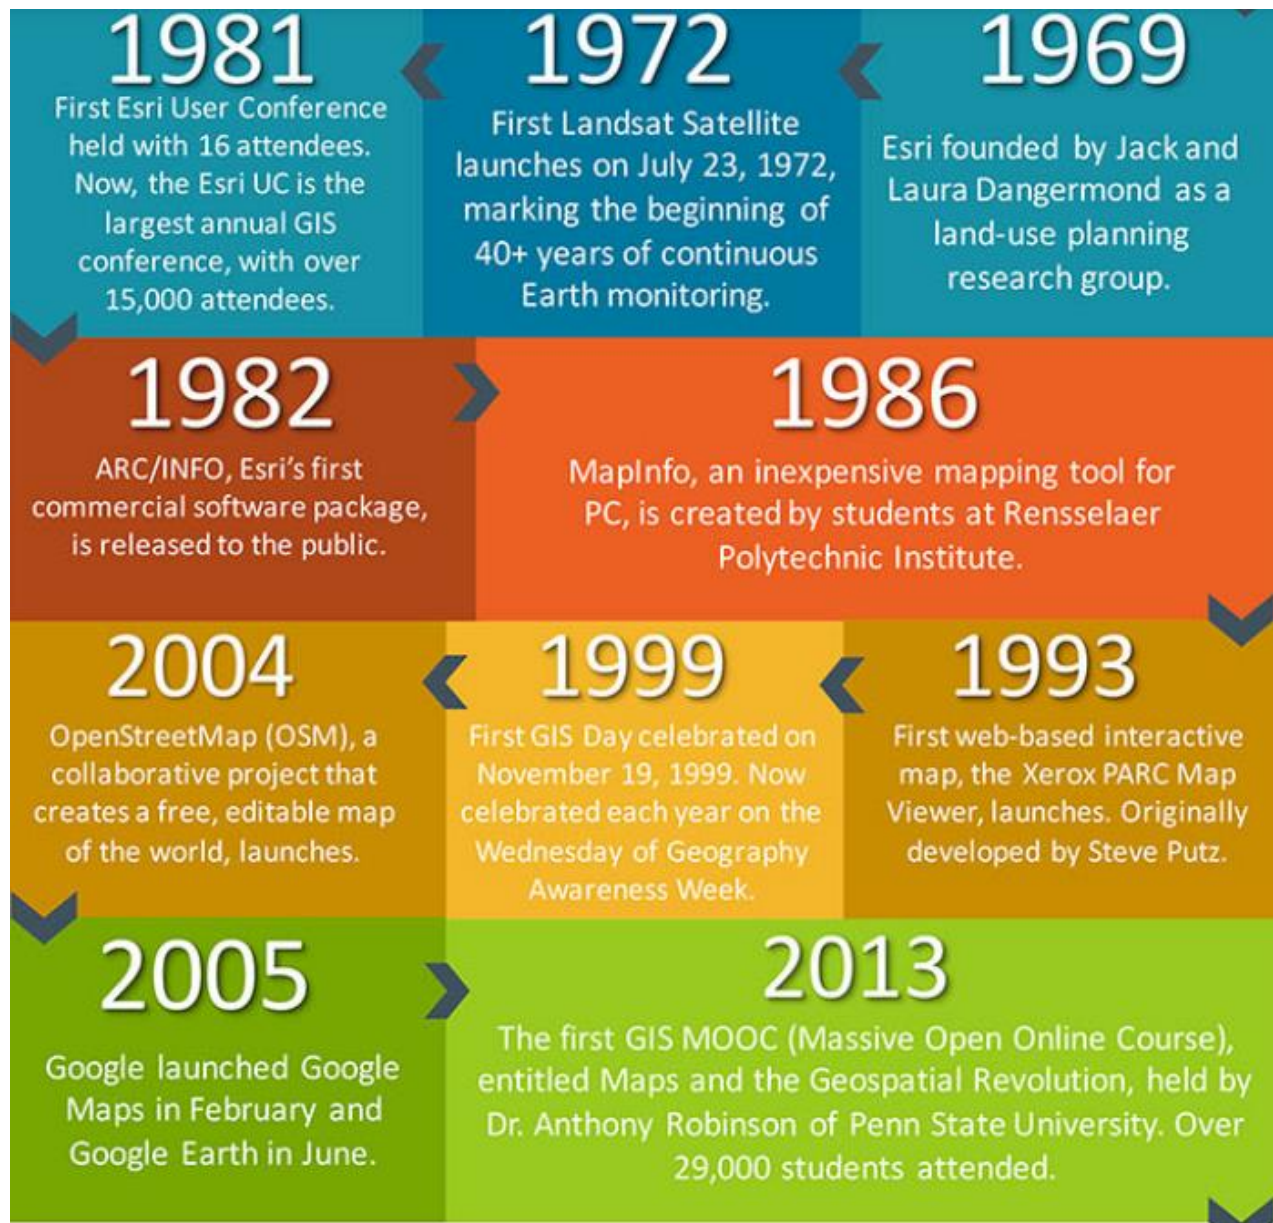 1969
Esri founded by Jack and
Laura Dangermond as a
land-use planning
research group.
1972
First Landsat Satellite
launches on July 23, 1972,
marking the beginning of
40+ years of continuous
Earth monitoring.
1981
First Esri User Conference
held with 16 attendees.
Now, the Esri UC is the
largest annual GIS
conference, with over
15,000 attendees.
1982
ARC/INFO, Esri's first
commercial software package,
is released to the public.
1986
MapInfo, an inexpensive mapping tool for
PC, is created by students at Rensselaer
Polytechnic Institute.
1993
First web-based interactive
map, the Xerox PARC Map
Viewer, launches. Originally
developed by Steve Putz.
1999
First GIS Day celebrated on
November 19, 1999. Now
celebrated each year on the
Wednesday of Geography
Awareness Week.
2004
OpenStreetMap (OSM), a
collaborative project that
creates a free, editable map
of the world, launches.
2005
Google launched Google
Maps in February and
Google Earth in June.
2013
The first GIS MOOC (Massive Open Online Course),
entitled Maps and the Geospatial Revolution, held by
Dr. Anthony Robinson of Penn State University. Over
29,000 students attended.